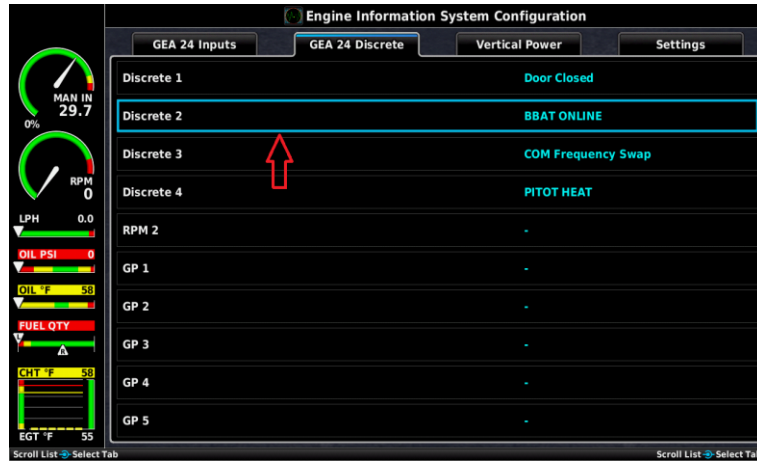 Engine Information System Configuration
GEA 24 Inputs GEA 24 Discrete Vertical Power Settings
MAN IN
29.7
0%
RPM
0
LPH 0.0
OIL PSI 0
OIL °F 58
FUEL QTY
L
R
CHT °F 58
EGT °F 55
Discrete 1 Door Closed
Discrete 2 BBAT ONLINE
Discrete 3 COM Frequency Swap
Discrete 4 PITOT HEAT
RPM 2 -
GP 1 -
GP 2 -
GP 3 -
GP 4 -
GP 5 -
Scroll List Select Tab Scroll List Select Tab